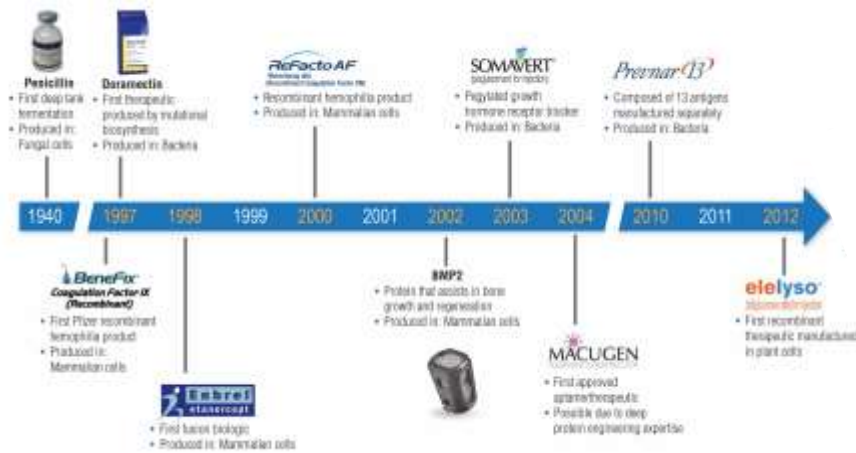 Penicillin
• First deep tank
fermentation
• Produced in:
Fungal cells
Doramectin
• First therapeutic
produced by mutational
biosynthesis
• Produced in: Bacteria
ReFacto AF
• Recombinant hemophilia product
• Produced in: Mammalian cells
SOMAVERT
• Pegylated growth
hormone receptor blocker
• Produced in: Bacteria
Prevnar 13
• Composed of 13 antigens
manufactured separately
• Produced in: Bacteria
1940 1997 1998 1999 2000 2001 2002 2003 2004 2010 2011 2012
BeneFix
Coagulation Factor IX
(Recombinant)
• First Pfizer recombinant
hemophilia product
• Produced in:
Mammalian cells
Enbrel
etanercept
• First fusion biologic
• Produced in: Mammalian cells
BMP2
• Protein that assists in bone
growth and regeneration
• Produced in: Mammalian cells
MACUGEN
• First approved
aptamer therapeutic
• Possible due to deep
protein engineering expertise
elelyso
• First recombinant
therapeutic manufactured
in plant cells